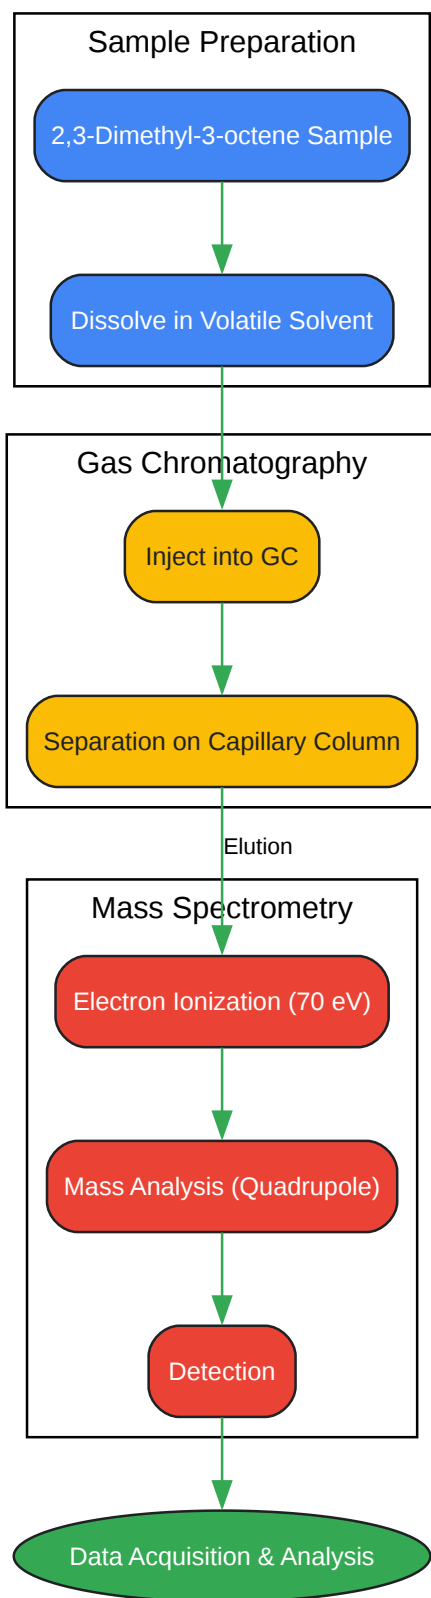 Sample Preparation
2,3-Dimethyl-3-octene Sample
Dissolve in Volatile Solvent
Gas Chromatography
Inject into GC
Separation on Capillary Column
Elution
Mass Spectrometry
Electron Ionization (70 eV)
Mass Analysis (Quadrupole)
Detection
Data Acquisition & Analysis